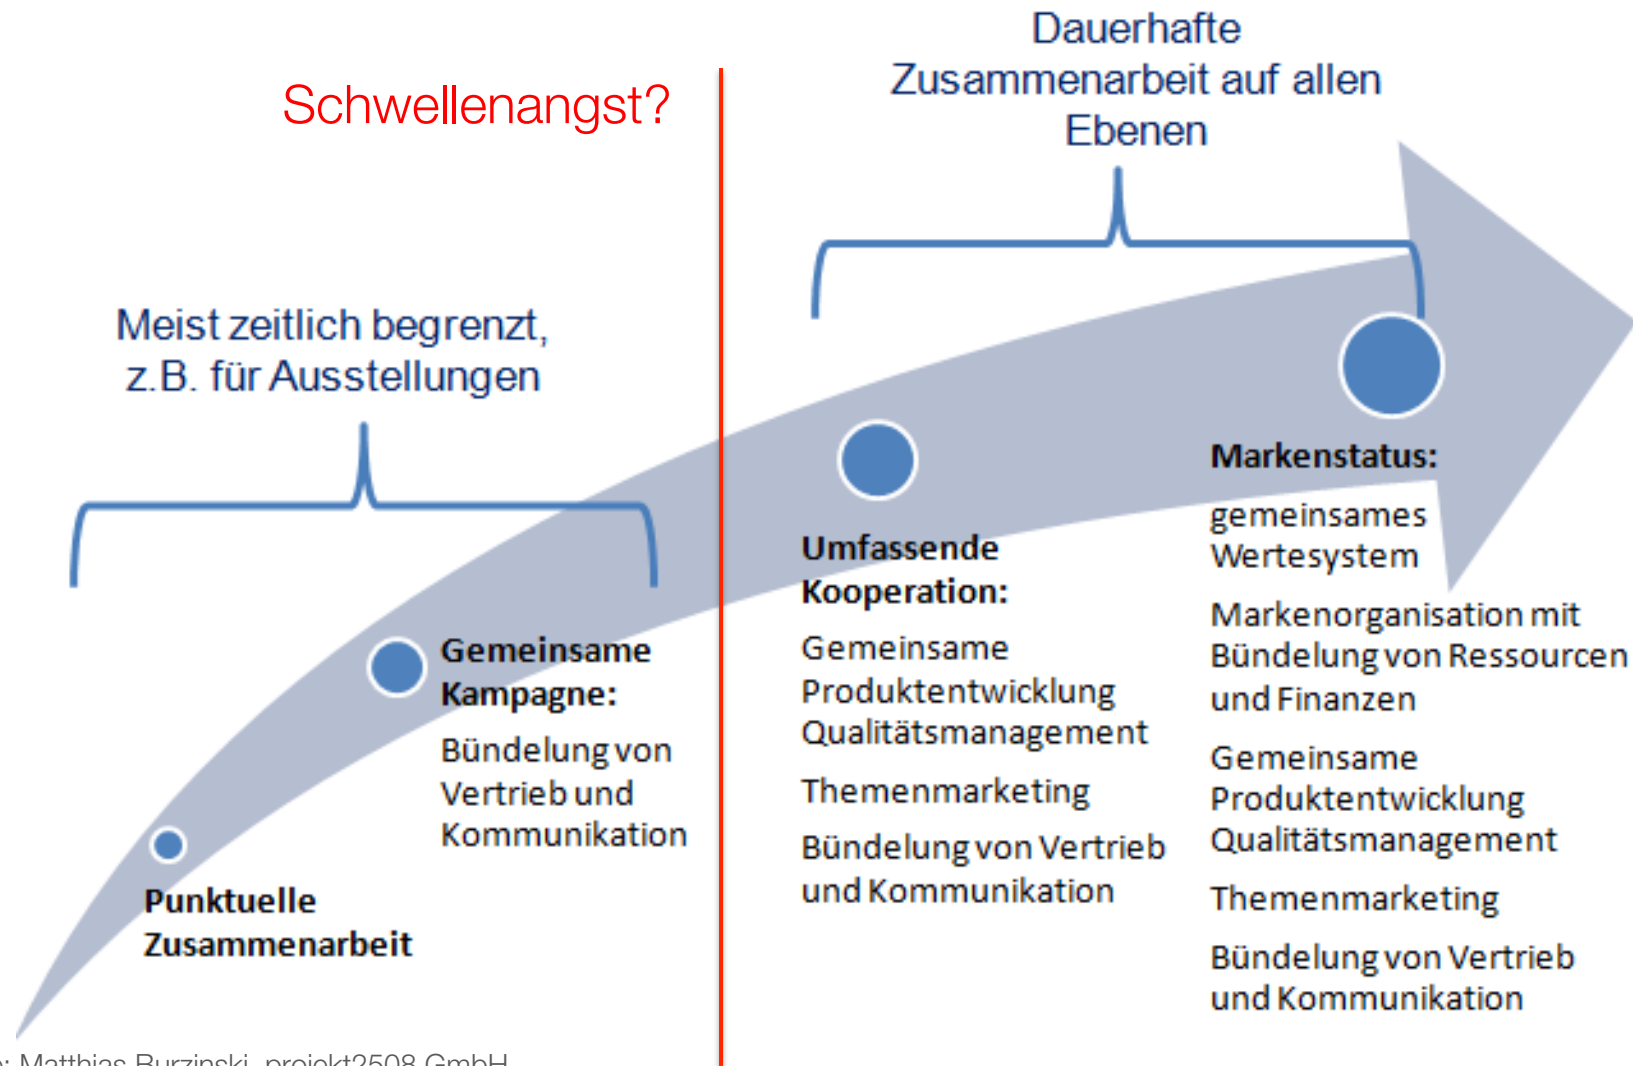 Dauerhafte
Zusammenarbeit auf allen
Ebenen
Schwellenangst?
Meist zeitlich begrenzt,
z.B. für Ausstellungen
Punktuelle
Zusammenarbeit
Gemeinsame
Kampagne:
Bündelung von
Vertrieb und
Kommunikation
Umfassende
Kooperation:
Gemeinsame
Produktentwicklung
Qualitätsmanagement
Themenmarketing
Bündelung von Vertrieb
und Kommunikation
Markenstatus:
gemeinsames
Wertesystem
Markenorganisation mit
Bündelung von Ressourcen
und Finanzen
Gemeinsame
Produktentwicklung
Qualitätsmanagement
Themenmarketing
Bündelung von Vertrieb
und Kommunikation
: Matthias Burzinski, projekt2508 GmbH